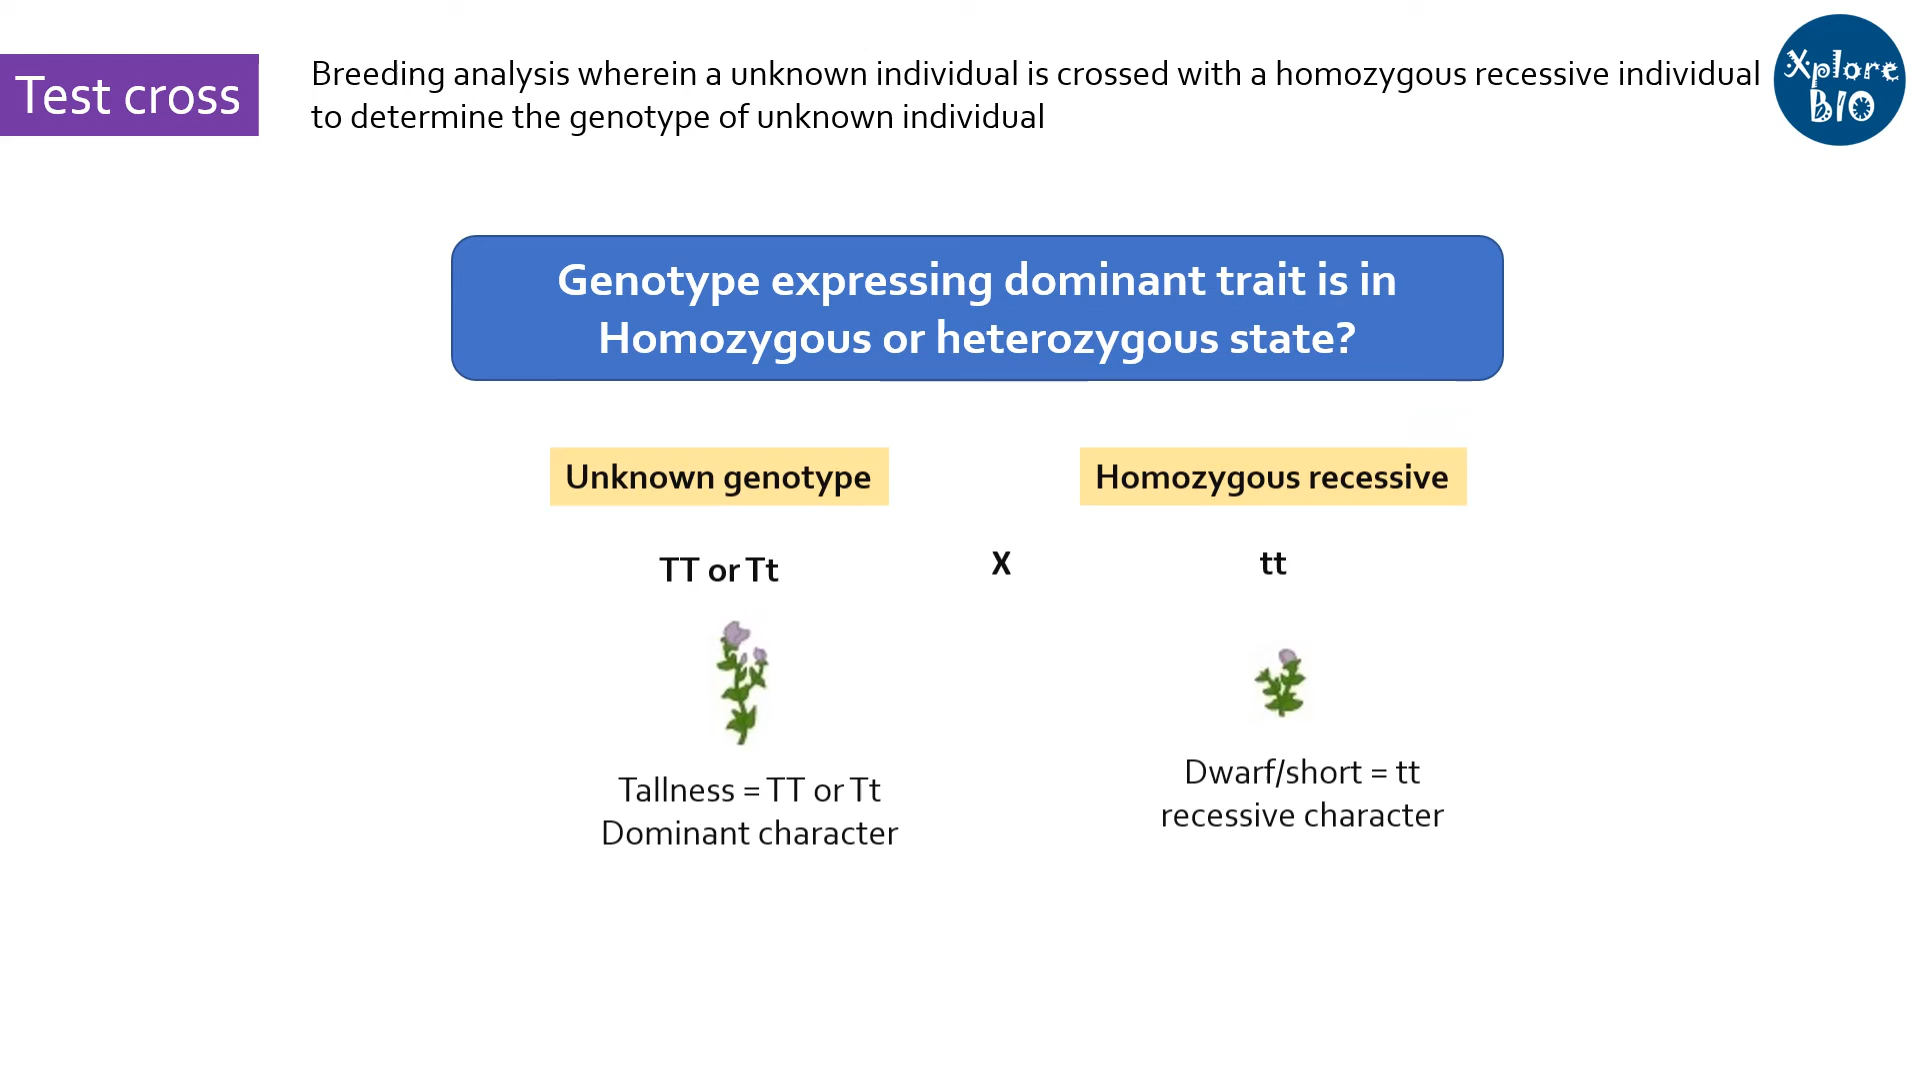 Test cross
Breeding analysis wherein a unknown individual is crossed with a homozygous recessive individual
to determine the genotype of unknown individual
Xplore
BIO
Genotype expressing dominant trait is in
Homozygous or heterozygous state?
Unknown genotype
Homozygous recessive
TT or Tt
X
tt
Tallness = TT or Tt
Dominant character
Dwarf/short = tt
recessive character